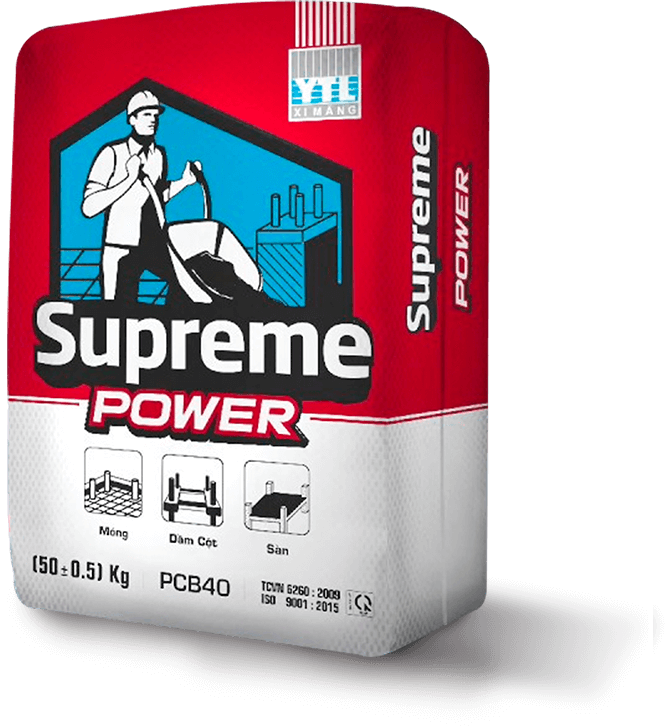 YTL
XI MĂNG
Supreme
POWER
Supreme
POWER
Móng
Dầm Cột
Sàn
(50 ± 0.5) Kg
PCB40
TCVN 6260 : 2009
ISO 9001 : 2015